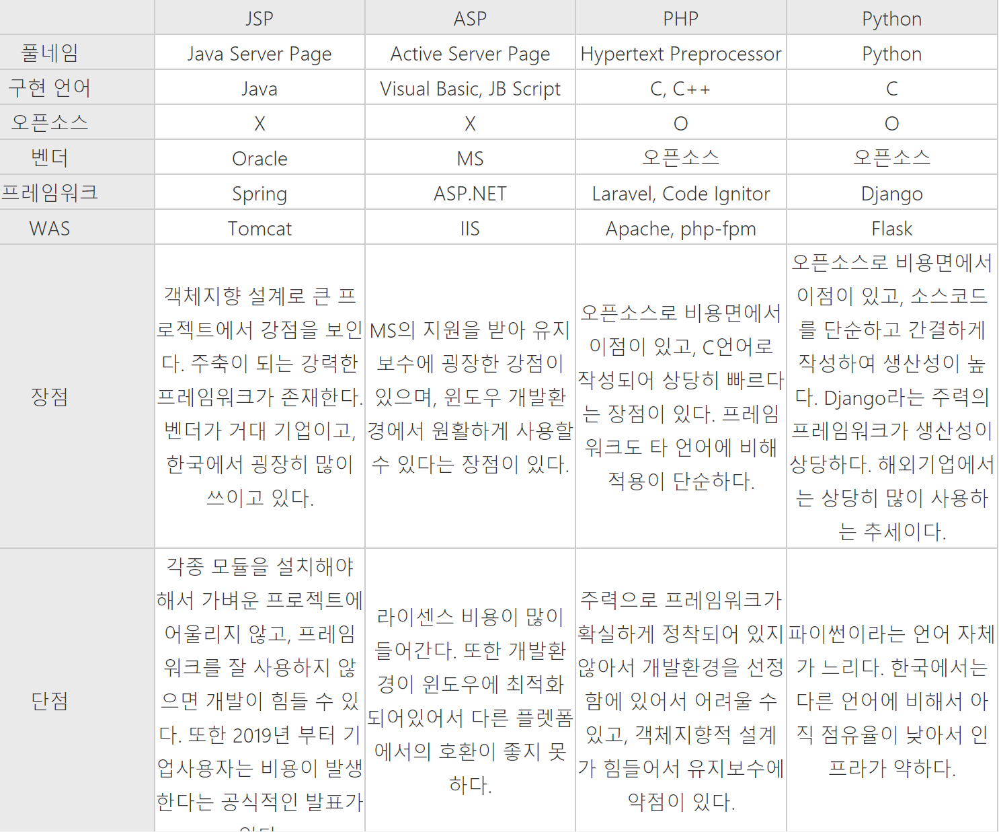 JSP ASP PHP Python
풀네임 Java Server Page Active Server Page Hypertext Preprocessor Python
구현 언어 Java Visual Basic, JB Script C, C++ C
오픈소스 X X O O
벤더 Oracle MS 오픈소스 오픈소스
프레임워크 Spring ASP.NET Laravel, Code Ignitor Django
WAS Tomcat IIS Apache, php-fpm Flask
장점
객체지향 설계로 큰 프
로젝트에서 강점을 보인
다. 주축이 되는 강력한
프레임워크가 존재한다.
벤더가 거대 기업이고,
한국에서 굉장히 많이
쓰이고 있다.
MS의 지원을 받아 유지
보수에 굉장한 강점이
있으며, 윈도우 개발환
경에서 원활하게 사용할
수 있다는 장점이 있다.
오픈소스로 비용면에서
이점이 있고, C언어로
작성되어 상당히 빠르다
는 장점이 있다. 프레임
워크도 타 언어에 비해
적용이 단순하다.
오픈소스로 비용면에서
이점이 있고, 소스코드
를 단순하고 간결하게
작성하여 생산성이 높
다. Django라는 주력의
프레임워크가 생산성이
상당하다. 해외기업에서
는 상당히 많이 사용하
는 추세이다.
단점
각종 모듈을 설치해야
해서 가벼운 프로젝트에
어울리지 않고, 프레임
워크를 잘 사용하지 않
으면 개발이 힘들 수 있
다. 또한 2019년 부터 기
업사용자는 비용이 발생
한다는 공식적인 발표가
라이센스 비용이 많이
들어간다. 또한 개발환
경이 윈도우에 최적화
되어있어서 다른 플렛폼
에서의 호환이 좋지 못
하다.
주력으로 프레임워크가
확실하게 정착되어 있지
않아서 개발환경을 선정
함에 있어서 어려울 수
있고, 객체지향적 설계
가 힘들어서 유지보수에
약점이 있다.
파이썬이라는 언어 자체
가 느리다. 한국에서는
다른 언어에 비해서 아
직 점유율이 낮아서 인
프라가 약하다.